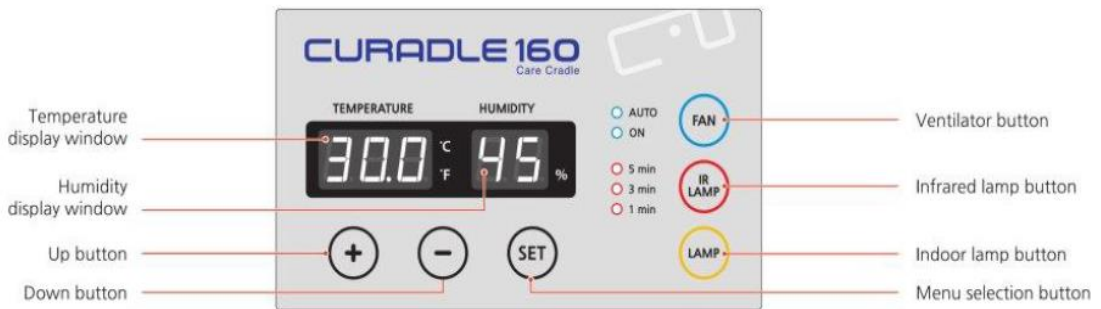 CURADLE 160
Care Cradle
Temperature
display window
TEMPERATURE
HUMIDITY
30.0
°C
°F
45
%
Humidity
display window
AUTO
ON
FAN
Ventilator button
5 min
3 min
1 min
IR
LAMP
Infrared lamp button
Up button
+
-
SET
LAMP
Indoor lamp button
Down button
Menu selection button